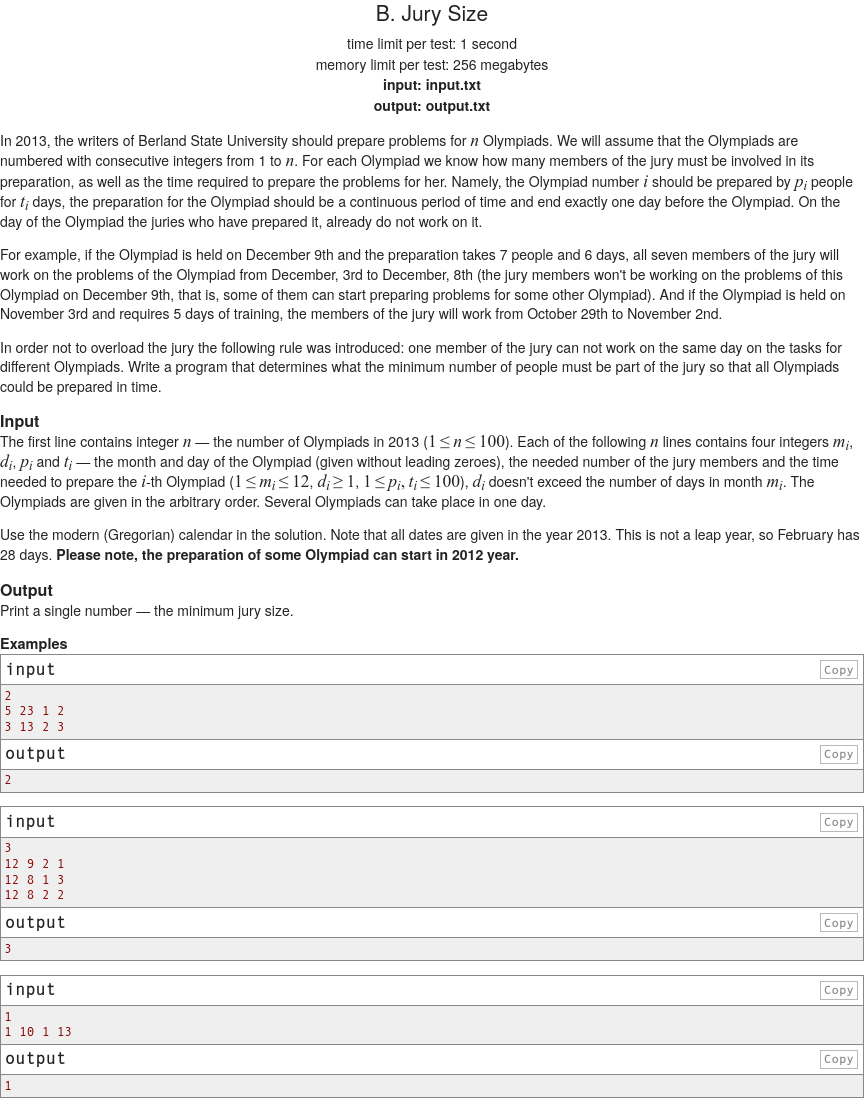 B. Jury Size
time limit per test: 1 second
memory limit per test: 256 megabytes
input: input.txt
output: output.txt
In 2013, the writers of Berland State University should prepare problems for n Olympiads. We will assume that the Olympiads are
numbered with consecutive integers from 1 to n. For each Olympiad we know how many members of the jury must be involved in its
preparation, as well as the time required to prepare the problems for her. Namely, the Olympiad number i should be prepared by p_i people
for t_i days, the preparation for the Olympiad should be a continuous period of time and end exactly one day before the Olympiad. On the
day of the Olympiad the juries who have prepared it, already do not work on it.
For example, if the Olympiad is held on December 9th and the preparation takes 7 people and 6 days, all seven members of the jury will
work on the problems of the Olympiad from December, 3rd to December, 8th (the jury members won't be working on the problems of this
Olympiad on December 9th, that is, some of them can start preparing problems for some other Olympiad). And if the Olympiad is held on
November 3rd and requires 5 days of training, the members of the jury will work from October 29th to November 2nd.
In order not to overload the jury the following rule was introduced: one member of the jury can not work on the same day on the tasks for
different Olympiads. Write a program that determines what the minimum number of people must be part of the jury so that all Olympiads
could be prepared in time.
Input
The first line contains integer n — the number of Olympiads in 2013 (1 ≤ n ≤ 100). Each of the following n lines contains four integers m_i,
d_i, p_i and t_i — the month and day of the Olympiad (given without leading zeroes), the needed number of the jury members and the time
needed to prepare the i-th Olympiad (1 ≤ m_i ≤ 12, d_i ≥ 1, 1 ≤ p_i, t_i ≤ 100), d_i doesn't exceed the number of days in month m_i. The
Olympiads are given in the arbitrary order. Several Olympiads can take place in one day.
Use the modern (Gregorian) calendar in the solution. Note that all dates are given in the year 2013. This is not a leap year, so February has
28 days. Please note, the preparation of some Olympiad can start in 2012 year.
Output
Print a single number — the minimum jury size.
Examples
input Copy
2
5 23 1 2
3 13 2 3
output Copy
2
input Copy
3
12 9 2 1
12 8 1 3
12 8 2 2
output Copy
3
input Copy
1
1 10 1 13
output Copy
1